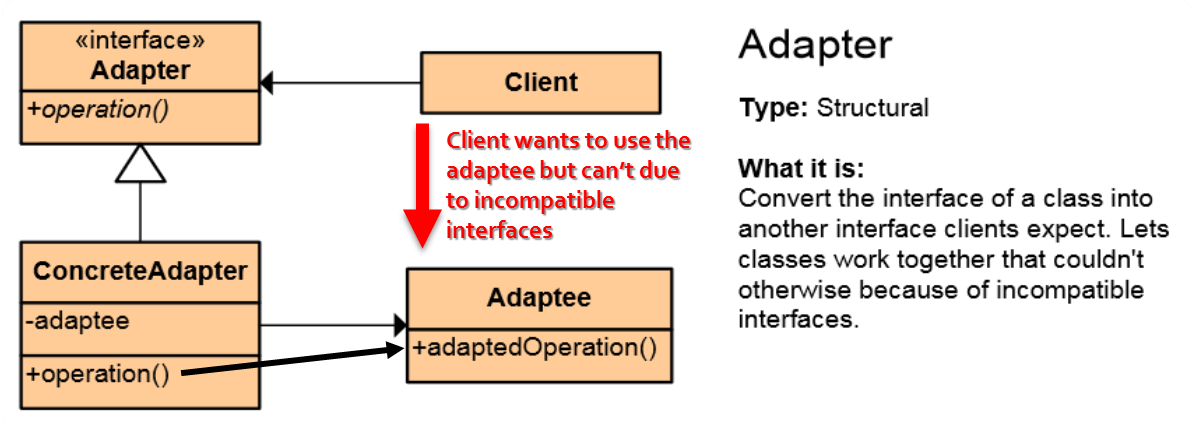 «interface»
Adapter
+operation()
Client
Client wants to use the
adaptee but can't due
to incompatible
interfaces
ConcreteAdapter
-adaptee
+operation()
Adaptee
+adaptedOperation()
Adapter
Type: Structural
What it is:
Convert the interface of a class into
another interface clients expect. Lets
classes work together that couldn't
otherwise because of incompatible
interfaces.